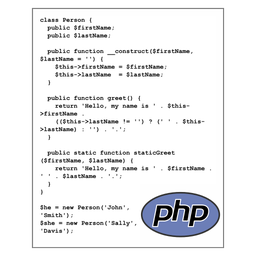 class Person {
public $firstName;
public $lastName;
public function __construct($firstName,
$lastName = '') {
$this->firstName = $firstName;
$this->lastName  = $lastName;
}
public function greet() {
return 'Hello, my name is ' . $this-
>firstName .
(($this->lastName != '') ? (' ' . $this-
>lastName) : '') . '.';
}
public static function staticGreet
($firstName, $lastName) {
return 'Hello, my name is ' . $firstName .
' ' . $lastName . '.';
}
}
$he = new Person('John',
'Smith');
$she = new Person('Sally',
'Davis');
php